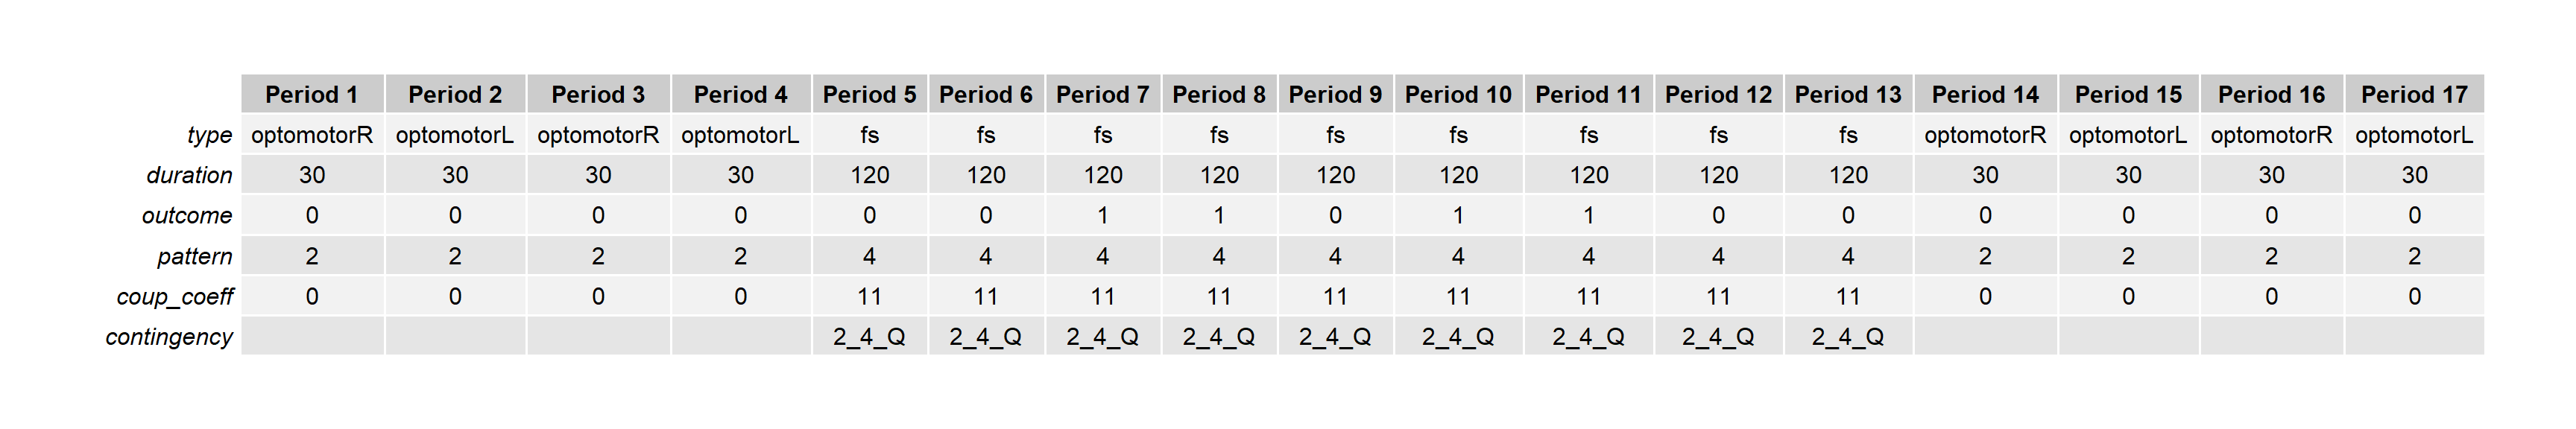 Period 1 Period 2 Period 3 Period 4 Period 5 Period 6 Period 7 Period 8 Period 9 Period 10 Period 11 Period 12 Period 13 Period 14 Period 15 Period 16 Period 17
type optomotorR optomotorL optomotorR optomotorL fs fs fs fs fs fs fs fs fs optomotorR optomotorL optomotorR optomotorL
duration 30 30 30 30 120 120 120 120 120 120 120 120 120 30 30 30 30
outcome 0 0 0 0 0 0 1 1 0 1 1 0 0 0 0 0 0
pattern 2 2 2 2 4 4 4 4 4 4 4 4 4 2 2 2 2
coup_coeff 0 0 0 0 11 11 11 11 11 11 11 11 11 0 0 0 0
contingency 2_4_Q 2_4_Q 2_4_Q 2_4_Q 2_4_Q 2_4_Q 2_4_Q 2_4_Q 2_4_Q